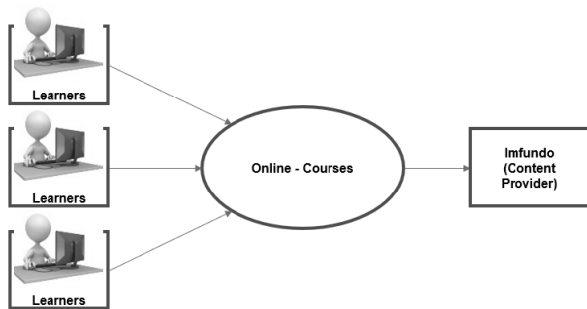 Learners
Learners
Learners
Online - Courses
Imfundo
(Content
Provider)